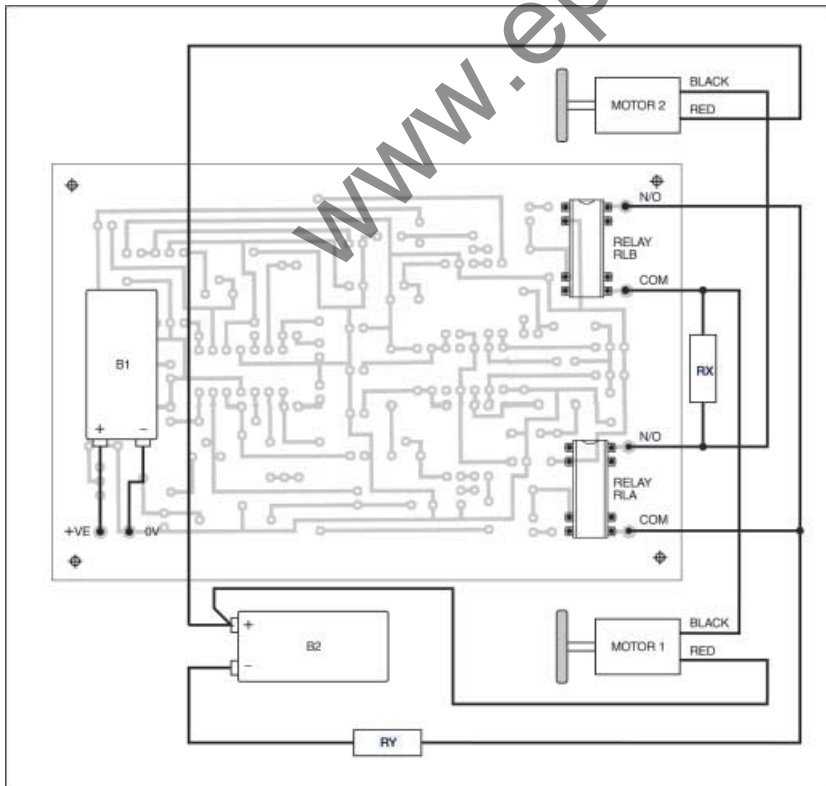 www.ep
BLACK
MOTOR 2
RED
N/O
RELAY
RLB
COM
B1
RX
+ -
N/O
RELAY
RLA
+VE
0V
COM
+
B2
-
BLACK
MOTOR 1
RED
RY